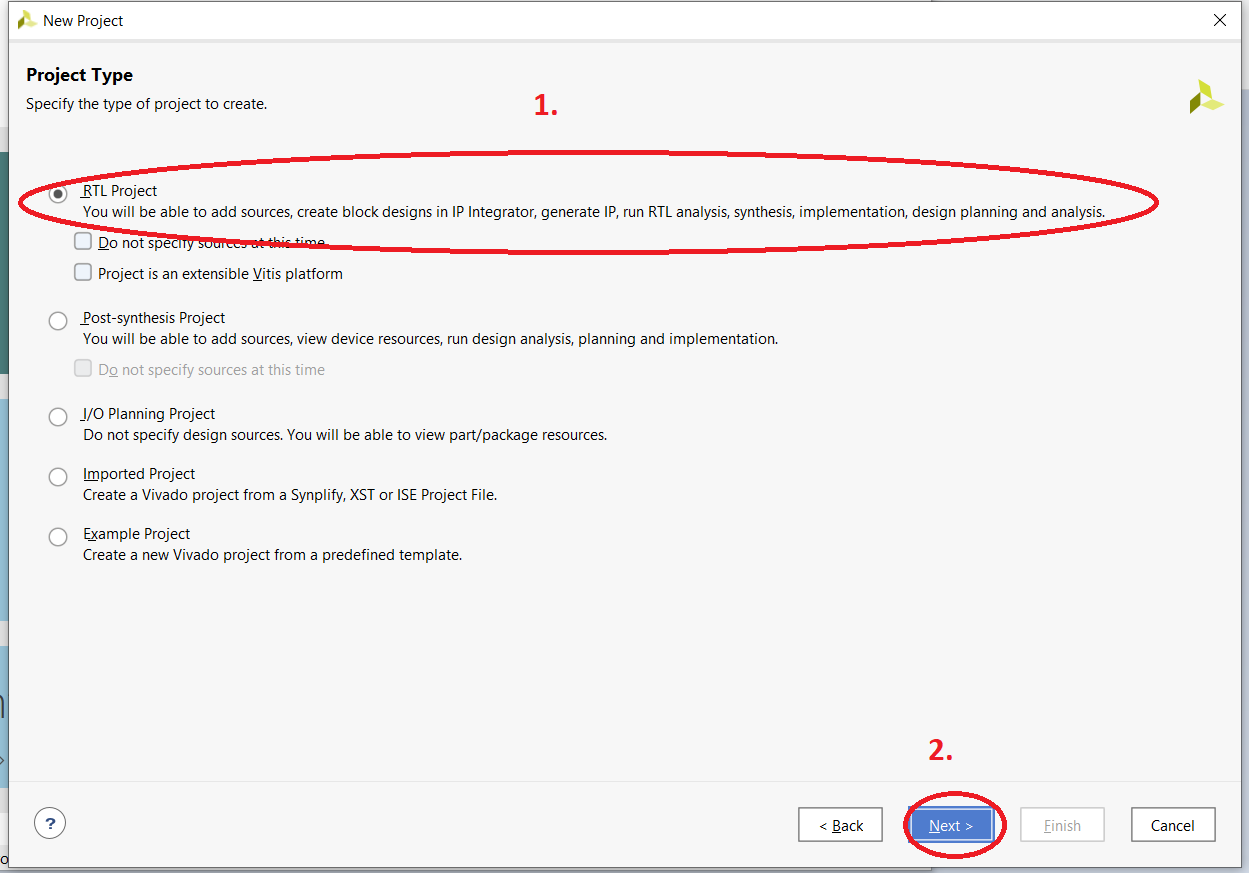 New Project
Project Type
Specify the type of project to create.
1.
RTL Project
You will be able to add sources, create block designs in IP Integrator, generate IP, run RTL analysis, synthesis, implementation, design planning and analysis.
Do not specify sources at this time
Project is an extensible Vitis platform
Post-synthesis Project
You will be able to add sources, view device resources, run design analysis, planning and implementation.
Do not specify sources at this time
I/O Planning Project
Do not specify design sources. You will be able to view part/package resources.
Imported Project
Create a Vivado project from a Synplify, XST or ISE Project File.
Example Project
Create a new Vivado project from a predefined template.
2.
? < Back Next > Finish Cancel